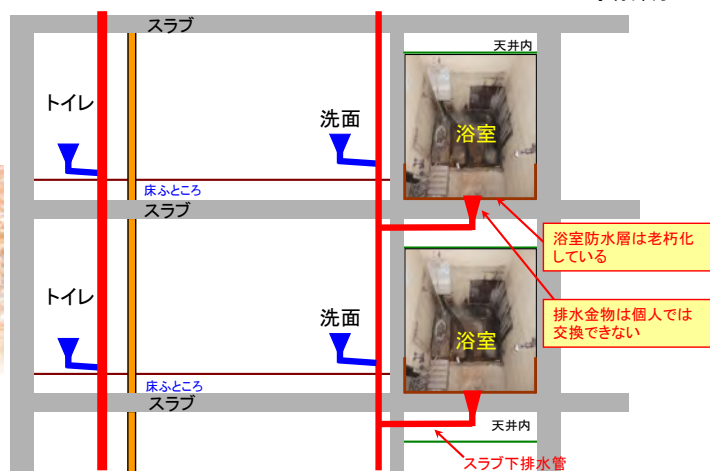 スラブ
天井内
トイレ
洗面
浴室
床ふところ
スラブ
浴室防水層は老朽化
している
排水金物は個人では
交換できない
トイレ
洗面
浴室
床ふところ
スラブ
天井内
スラブ下排水管